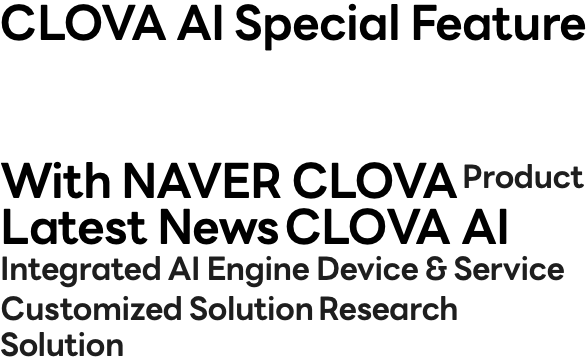 CLOVA AI Special Feature
With NAVER CLOVA Product
Latest News CLOVA AI
Integrated AI Engine Device & Service
Customized Solution Research
Solution